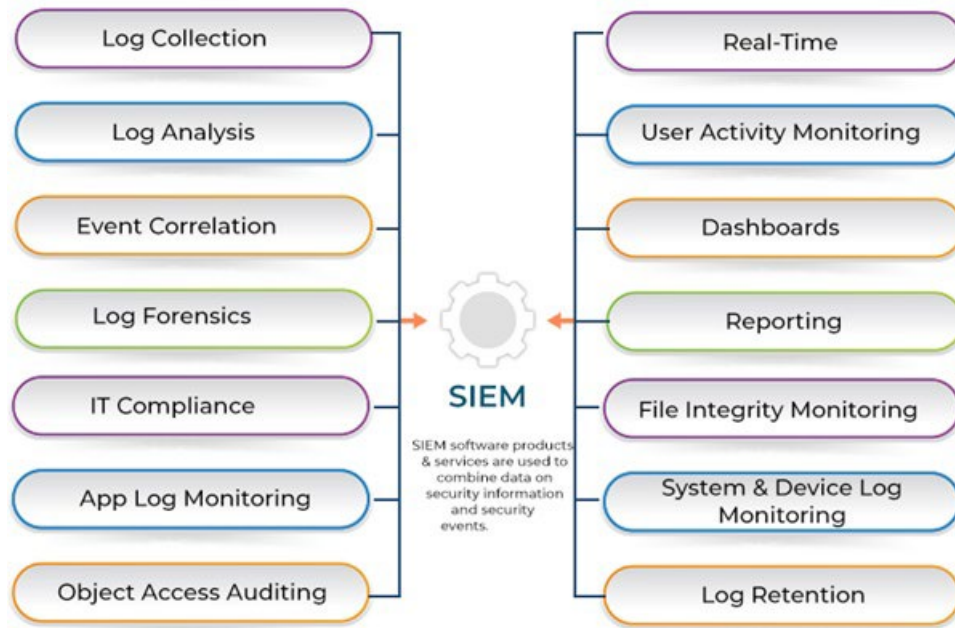 Log Collection
Log Analysis
Event Correlation
Log Forensics
IT Compliance
App Log Monitoring
Object Access Auditing
SIEM
SIEM software products
& services are used to
combine data on
security information
and security
events.
Real-Time
User Activity Monitoring
Dashboards
Reporting
File Integrity Monitoring
System & Device Log
Monitoring
Log Retention